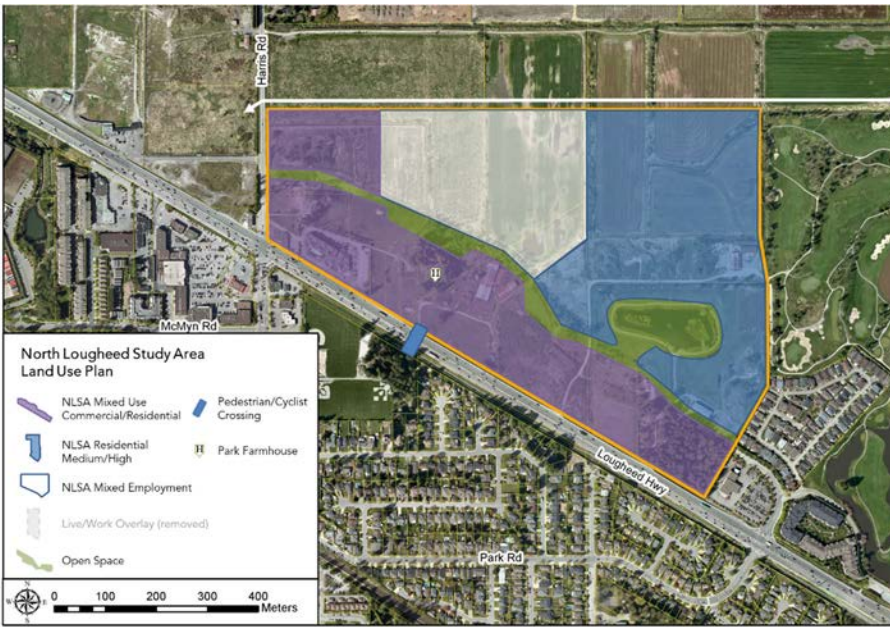 Harris Rd
H
McMyn Rd
North Lougheed Study Area
Land Use Plan
NLSA Mixed Use
Commercial/Residential
Pedestrian/Cyclist
Crossing
NLSA Residential
Medium/High
H Park Farmhouse
NLSA Mixed Employment
Live/Work Overlay (removed)
Open Space
Lougheed Hwy
Park Rd
N
W E
S
0 100 200 300 400
Meters